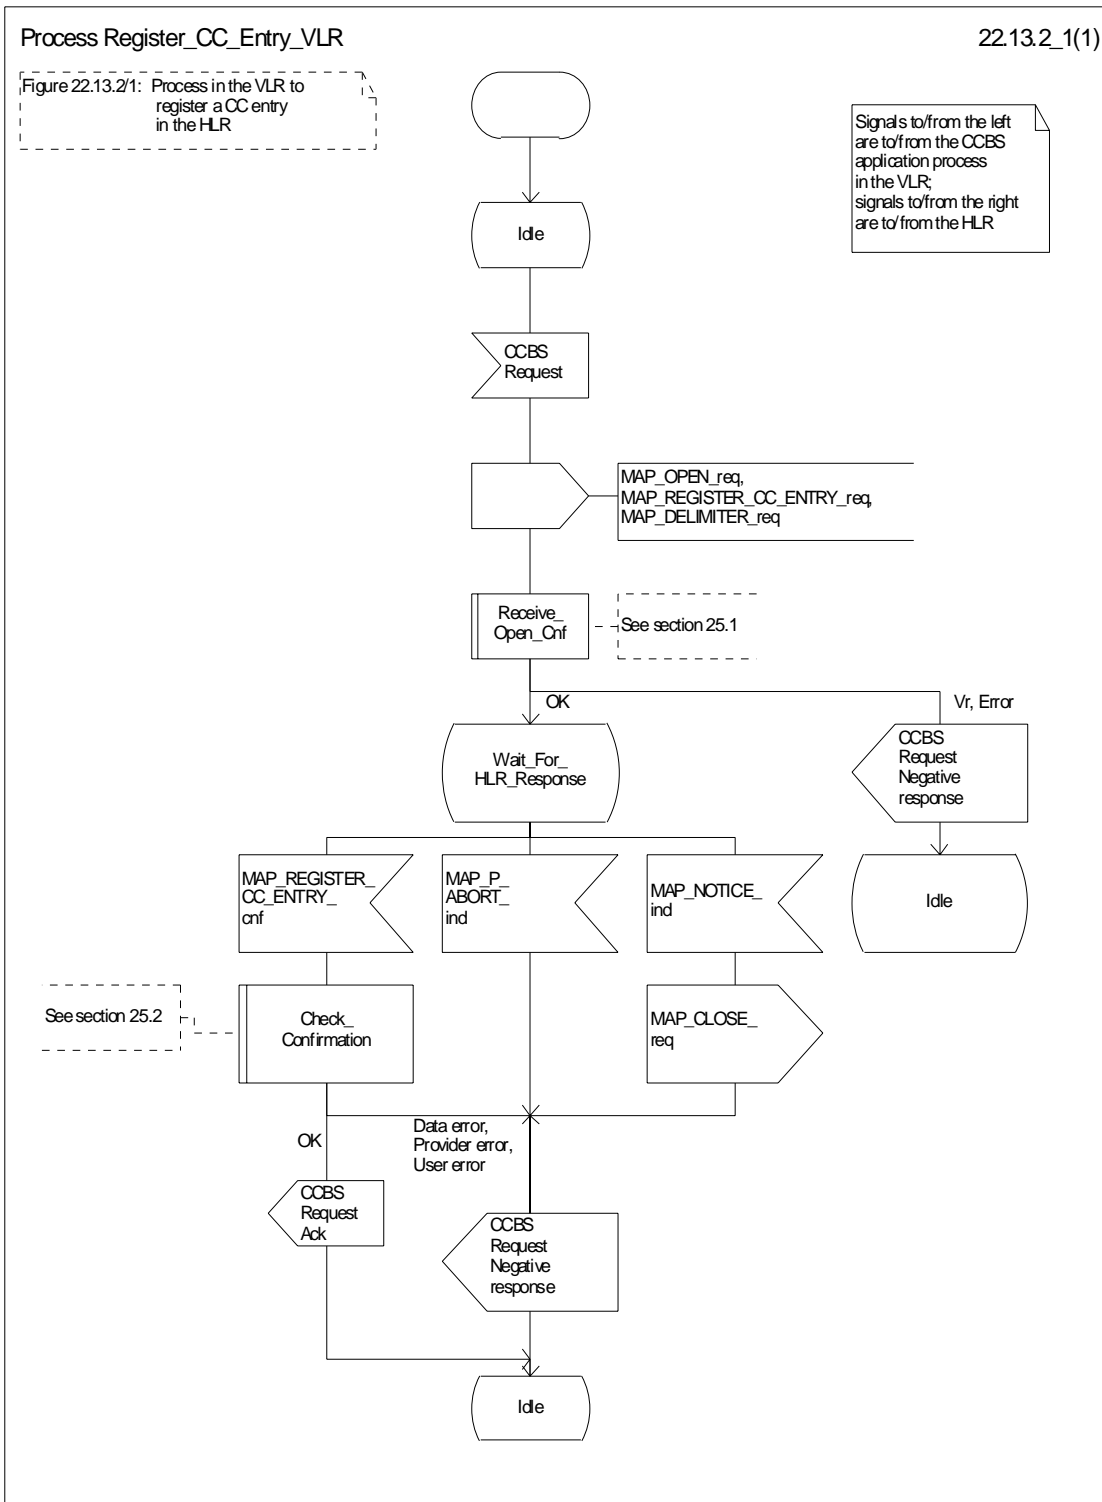 Process Register_CC_Entry_VLR
22.13.2_1(1)
Figure 22.13.2/1: Process in the VLR to
register a CC entry
in the HLR
Signals to/from the left
are to/from the CCBS
application process
in the VLR;
signals to/from the right
are to/from the HLR
Idle
CCBS
Request
MAP_OPEN_req,
MAP_REGISTER_CC_ENTRY_req,
MAP_DELIMITER_req
Receive_
Open_Cnf
See section 25.1
OK
Vr, Error
Wait_For_
HLR_Response
CCBS
Request
Negative
response
MAP_REGISTER_
CC_ENTRY_
cnf
MAP_P_
ABORT_
ind
MAP_NOTICE_
ind
Idle
See section 25.2
Check_
Confirmation
MAP_CLOSE_
req
OK
Data error,
Provider error,
User error
CCBS
Request
Ack
CCBS
Request
Negative
response
Idle